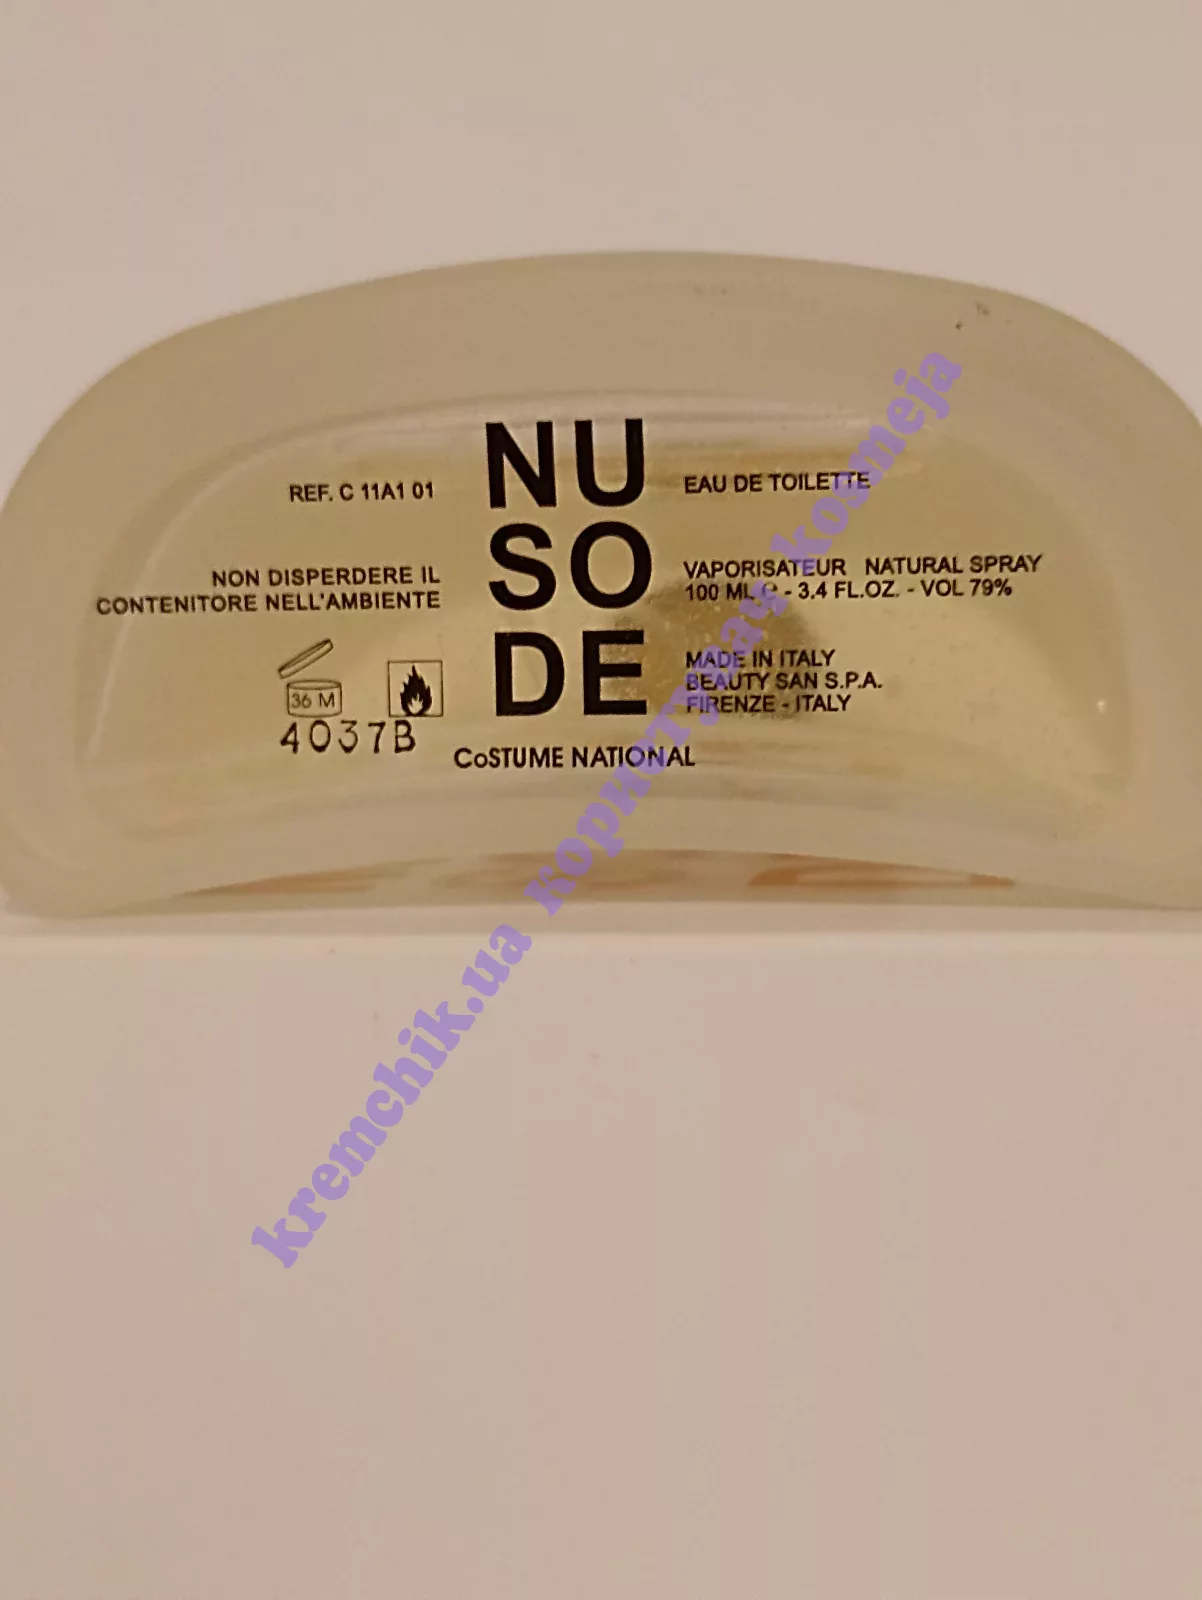 REF. C 11A1 01
NON DISPERDERE IL
CONTENITORE NELL'AMBIENTE
36 M
4037B
NU
SO
DE
CoSTUME NATIONAL
EAU DE TOILETTE
VAPORISATEUR NATURAL SPRAY
100 ML ℮ - 3.4 FL.OZ. - VOL 79%
MADE IN ITALY
BEAUTY SAN S.P.A.
FIRENZE - ITALY
kremchik.ua користувач kosmeja